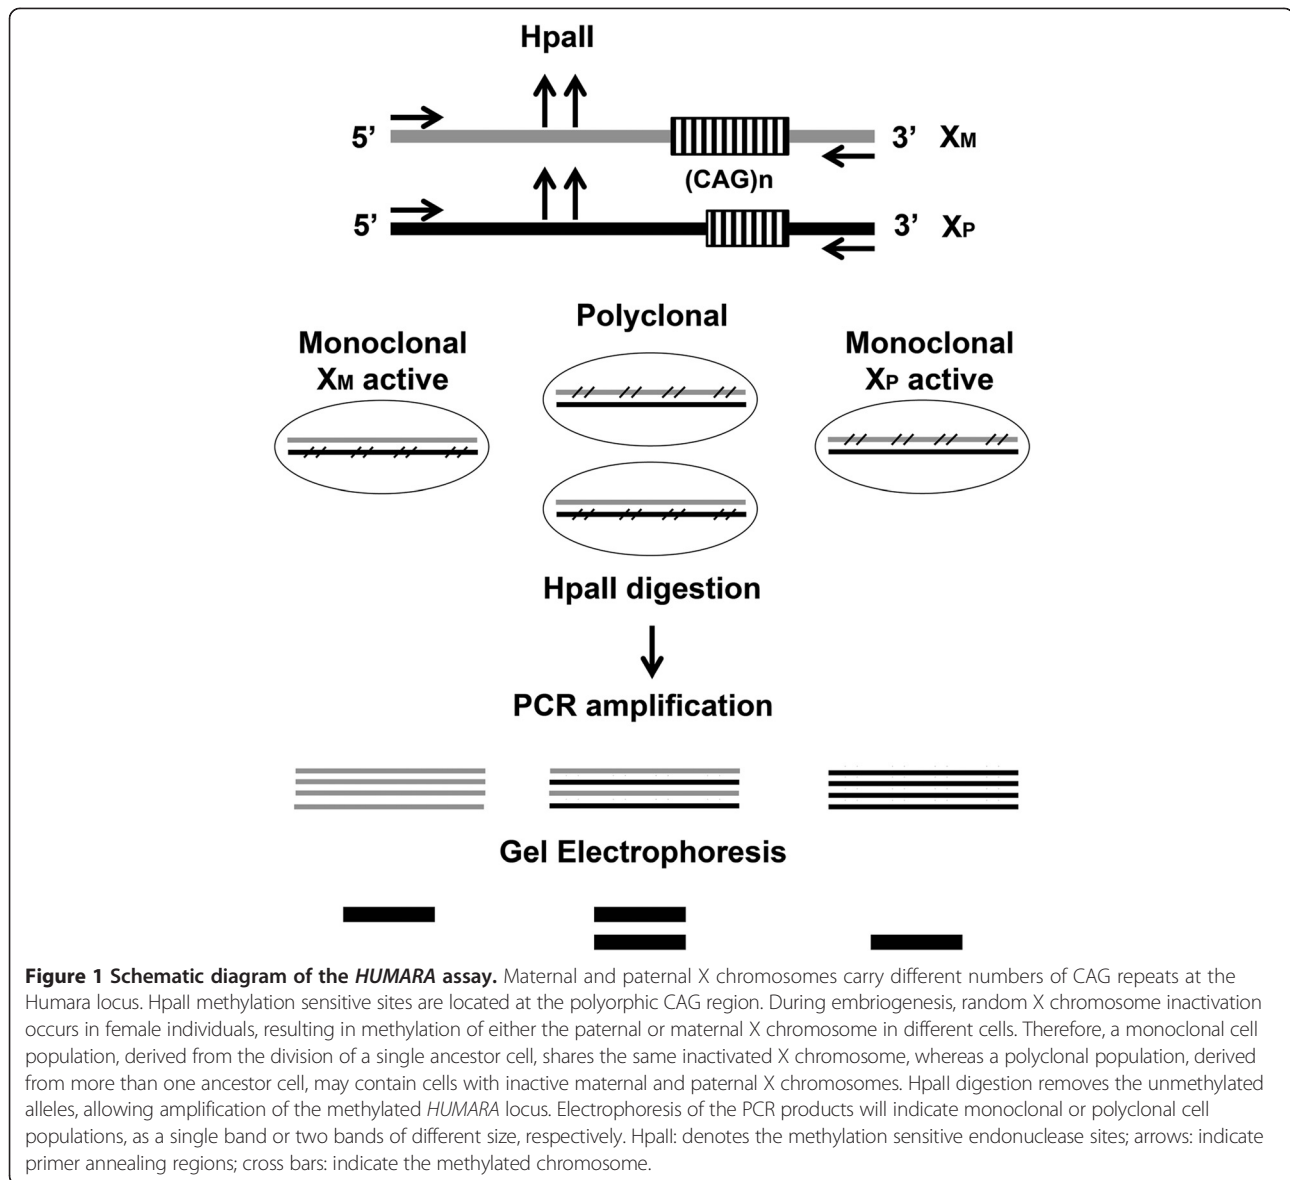 HpaII
5’ 3’ XM
(CAG)n
5’ 3’ XP
Polyclonal
Monoclonal
XM active
Monoclonal
XP active
HpaII digestion
PCR amplification
Gel Electrophoresis
Figure 1 Schematic diagram of the HUMARA assay. Maternal and paternal X chromosomes carry different numbers of CAG repeats at the
Humara locus. HpaII methylation sensitive sites are located at the polyorphic CAG region. During embriogenesis, random X chromosome inactivation
occurs in female individuals, resulting in methylation of either the paternal or maternal X chromosome in different cells. Therefore, a monoclonal cell
population, derived from the division of a single ancestor cell, shares the same inactivated X chromosome, whereas a polyclonal population, derived
from more than one ancestor cell, may contain cells with inactive maternal and paternal X chromosomes. HpaII digestion removes the unmethylated
alleles, allowing amplification of the methylated HUMARA locus. Electrophoresis of the PCR products will indicate monoclonal or polyclonal cell
populations, as a single band or two bands of different size, respectively. HpaII: denotes the methylation sensitive endonuclease sites; arrows: indicate
primer annealing regions; cross bars: indicate the methylated chromosome.